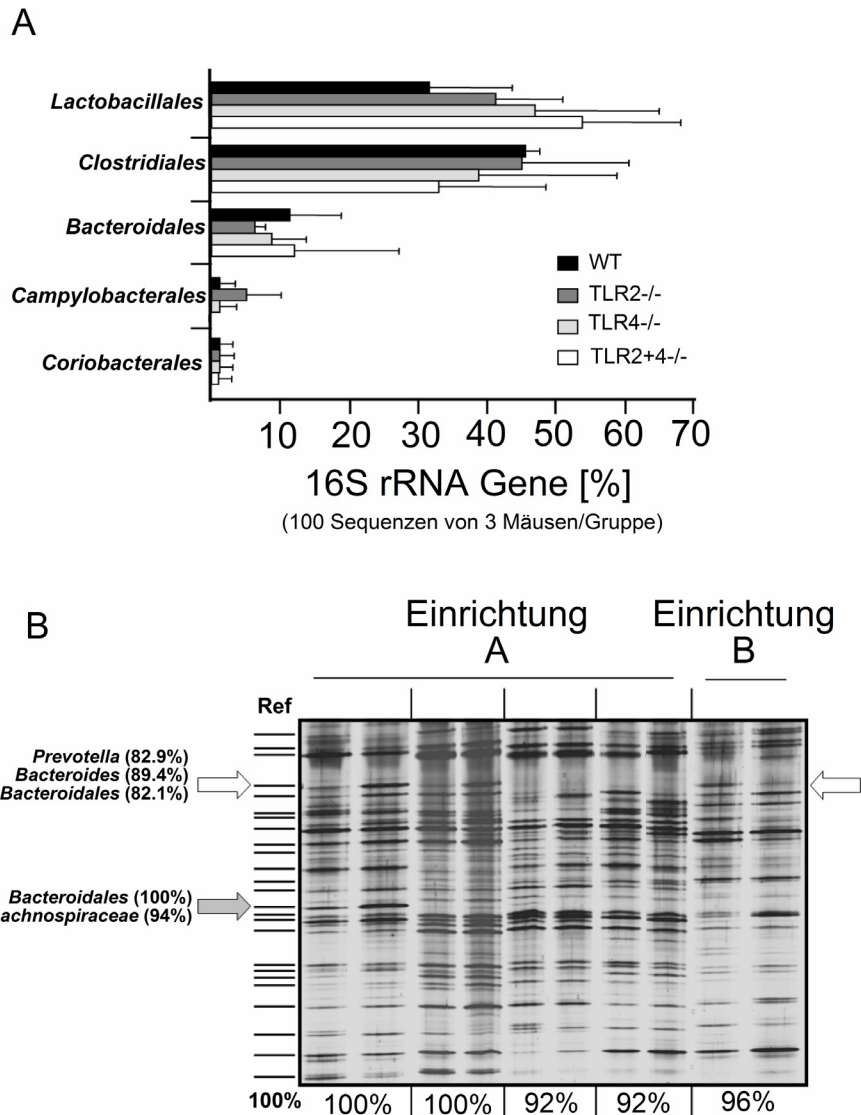 A
Lactobacillales
Clostridiales
Bacteroidales
Campylobacterales
Coriobacterales
WT
TLR2-/-
TLR4-/-
TLR2+4-/-
10 20 30 40 50 60 70
16S rRNA Gene [%]
(100 Sequenzen von 3 Mäusen/Gruppe)
B
Einrichtung A
Einrichtung B
Ref
Prevotella (82.9%)
Bacteroides (89.4%)
Bacteroidales (82.1%)
Bacteroidales (100%)
achnospiraceae (94%)
100% 100% 100% 92% 92% 96%